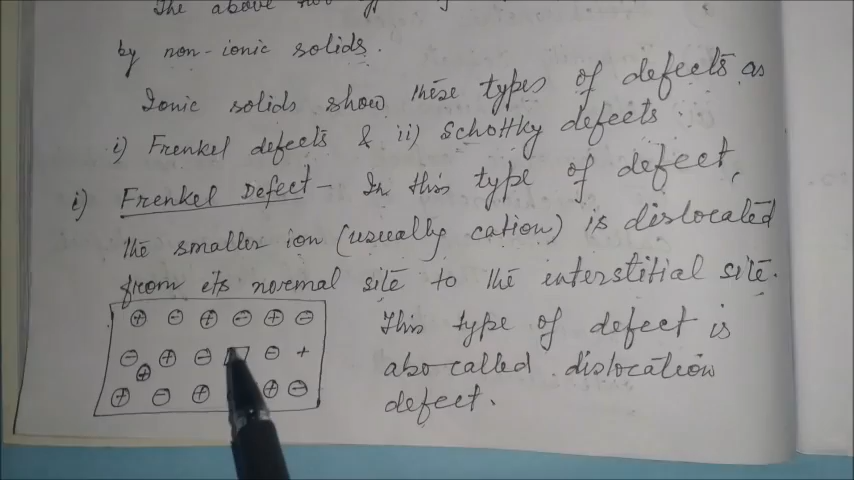 The above
by non-ionic solids.
Ionic solids show these types of defects as
i) Frenkel defects & ii) Schottky defects.
i) Frenkel Defect - In this type of defect,
the smaller ion (usually cation) is dislocated
from its normal site to the interstitial site.
This type of defect is
also called dislocation
defect.
+ - + - + -
- + - - +
+
+ - + + -